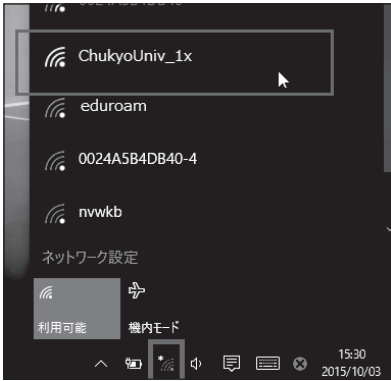 ChukyoUniv_1x
eduroam
0024A5B4DB40-4
nvwkb
ネットワーク設定
利用可能
機内モード
15:30
2015/10/03